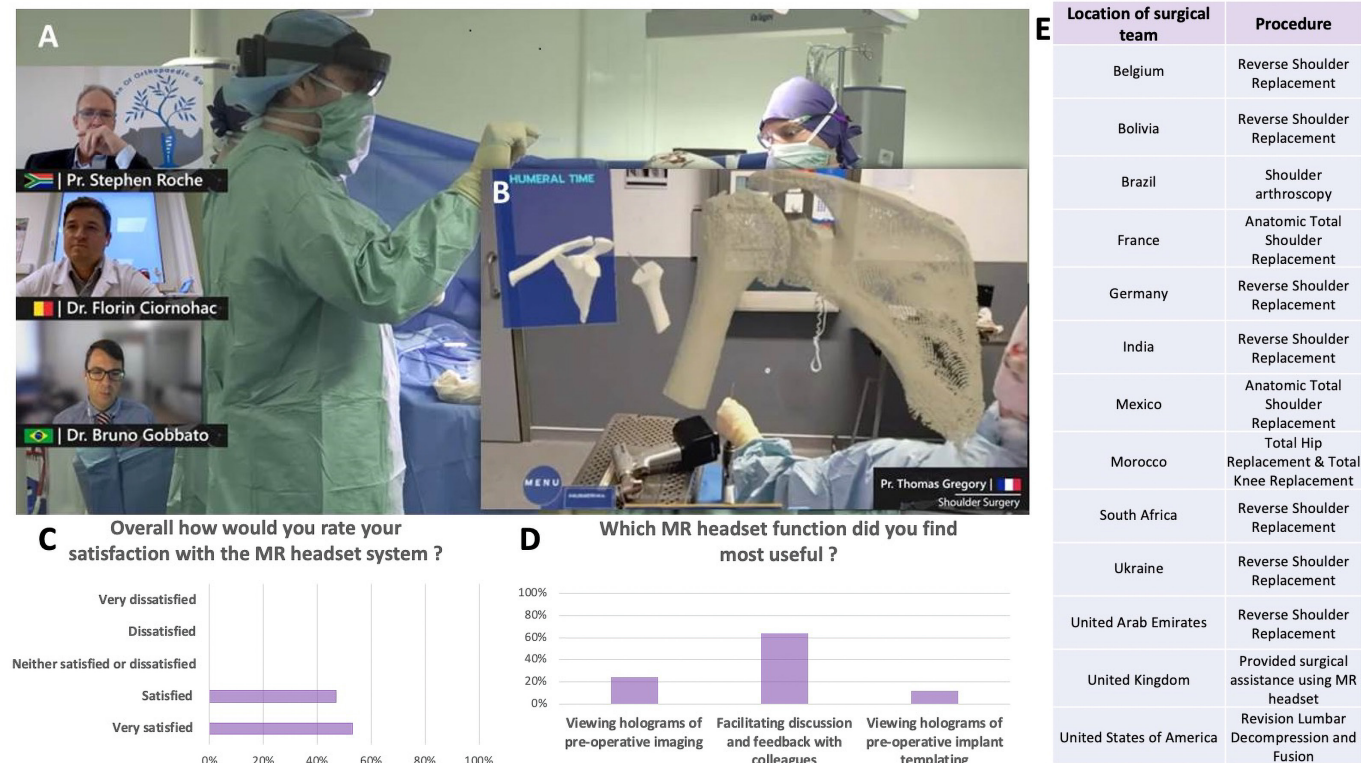 A
| Pr. Stephen Roche
| Dr. Florin Ciornohac
| Dr. Bruno Gobbato
B
HUMERAL TIME
MENU
Pr. Thomas Gregory |
Shoulder Surgery
C
Overall how would you rate your
satisfaction with the MR headset system ?
Very dissatisfied
Dissatisfied
Neither satisfied or dissatisfied
Satisfied
Very satisfied
0% 20% 40% 60% 80% 100%
D
Which MR headset function did you find
most useful ?
100%
80%
60%
40%
20%
0%
Viewing holograms of
pre-operative imaging
Facilitating discussion
and feedback with
colleagues
Viewing holograms of
pre-operative implant
templating
E
Location of surgical
team
Procedure
Belgium
Reverse Shoulder
Replacement
Bolivia
Reverse Shoulder
Replacement
Brazil
Shoulder
arthroscopy
France
Anatomic Total
Shoulder
Replacement
Germany
Reverse Shoulder
Replacement
India
Reverse Shoulder
Replacement
Mexico
Anatomic Total
Shoulder
Replacement
Morocco
Total Hip
Replacement & Total
Knee Replacement
South Africa
Reverse Shoulder
Replacement
Ukraine
Reverse Shoulder
Replacement
United Arab Emirates
Reverse Shoulder
Replacement
United Kingdom
Provided surgical
assistance using MR
headset
United States of America
Revision Lumbar
Decompression and
Fusion